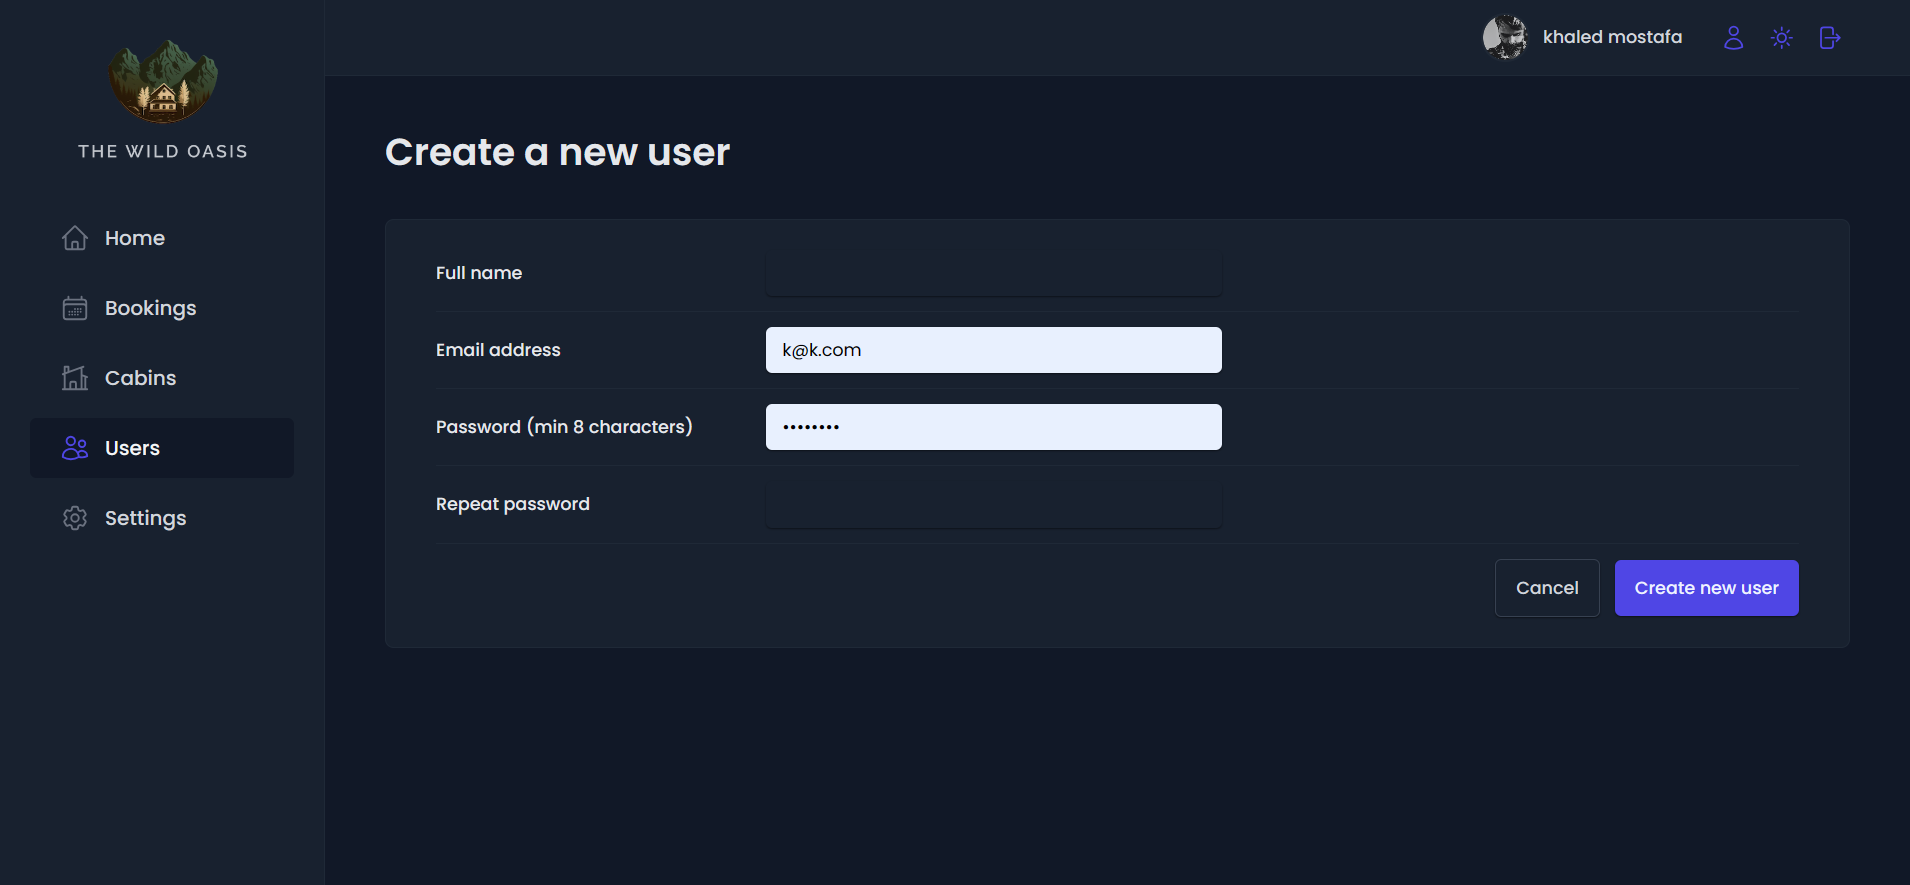 THE WILD OASIS
Home
Bookings
Cabins
Users
Settings
khaled mostafa
Create a new user
Full name
Email address
k@k.com
Password (min 8 characters)
••••••••
Repeat password
Cancel
Create new user